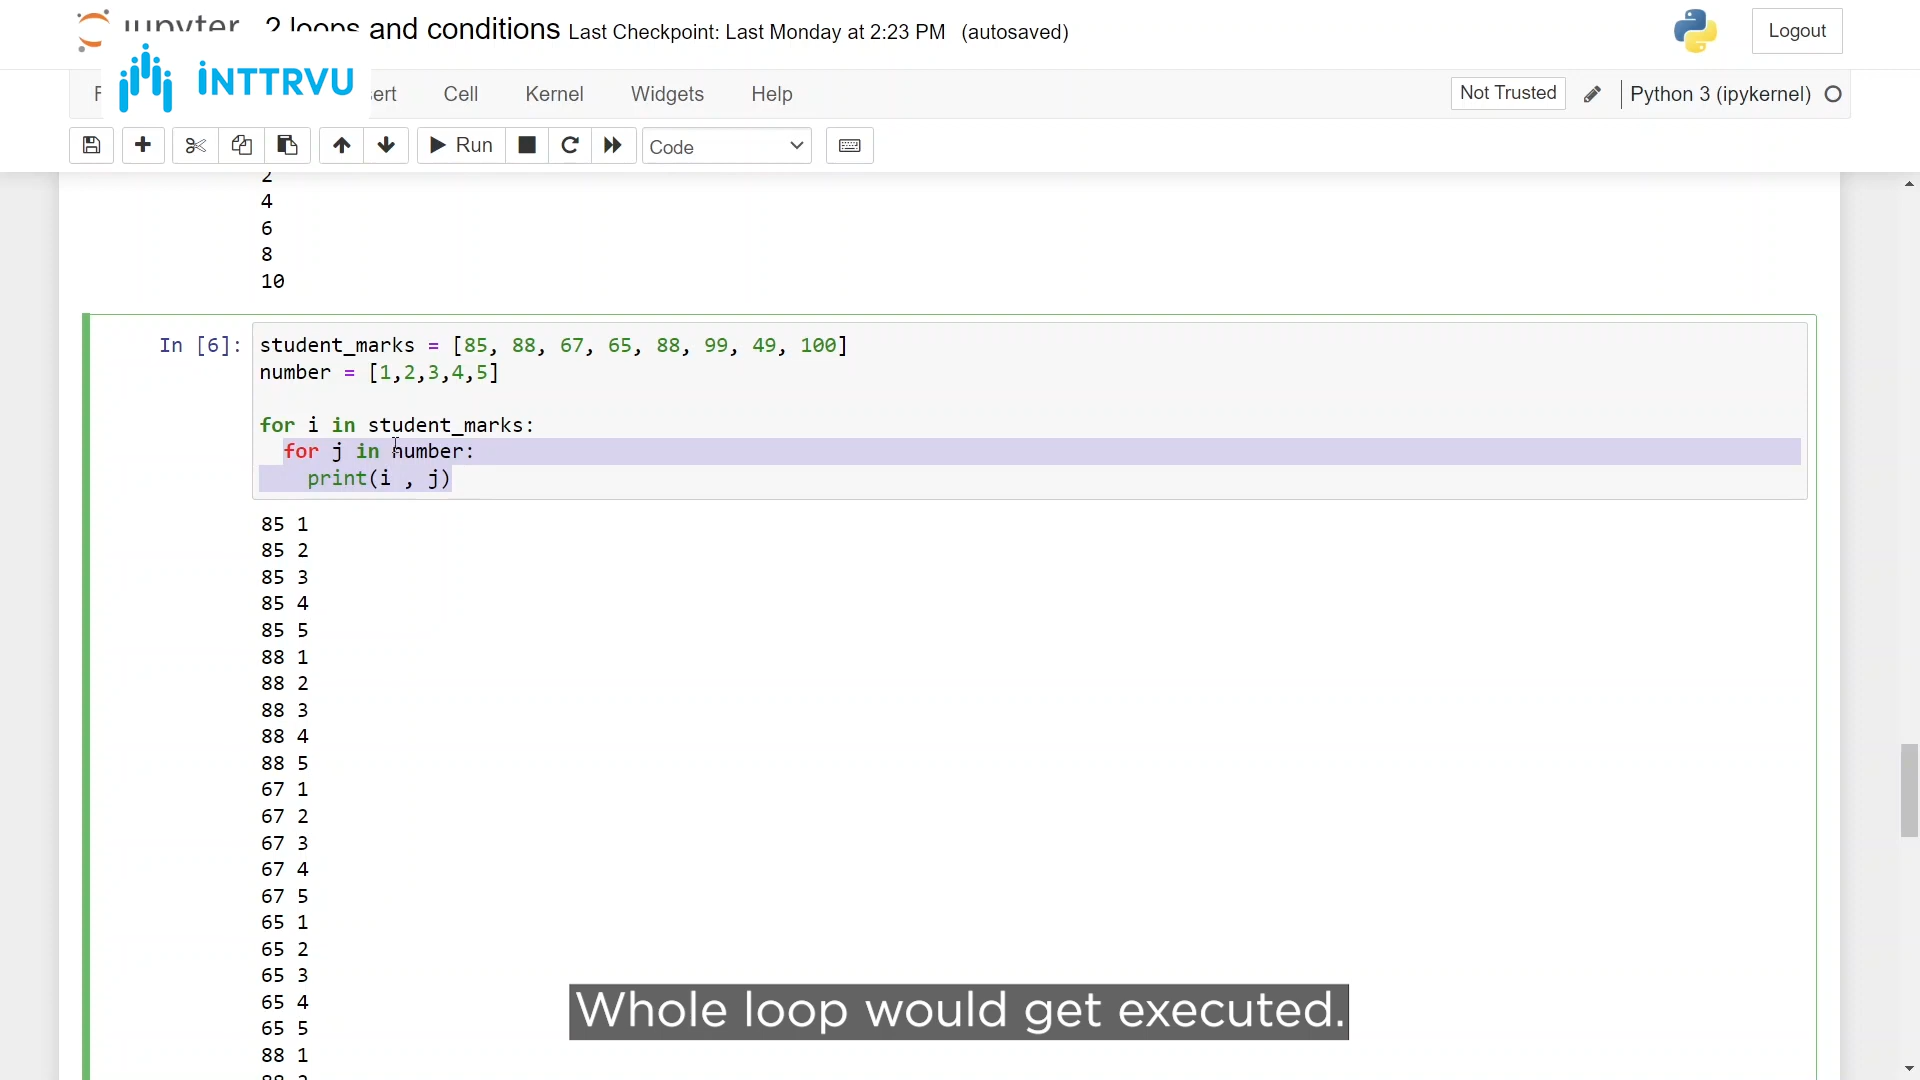 jupyter 2 loops and conditions Last Checkpoint: Last Monday at 2:23 PM (autosaved)
Logout
iNTTRVU
F
ert Cell Kernel Widgets Help
Not Trusted
Python 3 (ipykernel)
Run
Code
2
4
6
8
10
In [6]:
student_marks = [85, 88, 67, 65, 88, 99, 49, 100]
number = [1,2,3,4,5]
for i in student_marks:
for j in number:
print(i , j)
85 1
85 2
85 3
85 4
85 5
88 1
88 2
88 3
88 4
88 5
67 1
67 2
67 3
67 4
67 5
65 1
65 2
65 3
65 4
65 5
88 1
88 2
Whole loop would get executed.